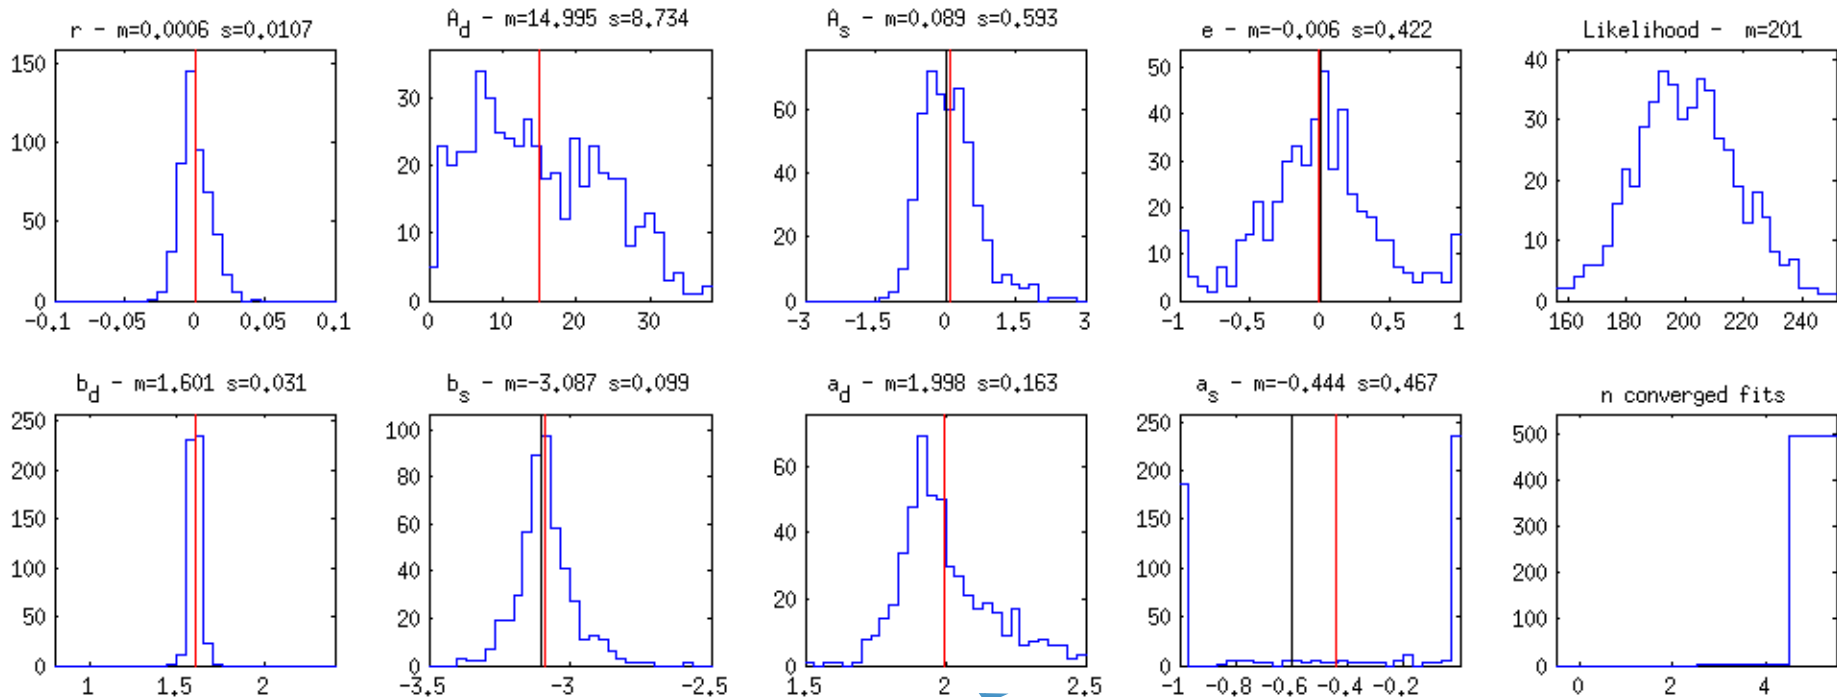 r - m=0.0006 s=0.0107
A_d - m=14.995 s=8.734
A_s - m=0.089 s=0.593
e - m=-0.006 s=0.422
Likelihood - m=201
150
100
50
0
-0.1 -0.05 0 0.05 0.1
30
20
10
0
0 10 20 30
60
40
20
0
-3 -1.5 0 1.5 3
50
40
30
20
10
0
-1 -0.5 0 0.5 1
40
30
20
10
0
160 180 200 220 240
b_d - m=1.601 s=0.031
b_s - m=-3.087 s=0.099
a_d - m=1.998 s=0.163
a_s - m=-0.444 s=0.467
n converged fits
250
200
150
100
50
0
1 1.5 2
100
80
60
40
20
0
-3.5 -3 -2.5
60
40
20
0
1.5 2 2.5
250
200
150
100
50
0
-1 -0.8 -0.6 -0.4 -0.2
500
400
300
200
100
0
0 2 4